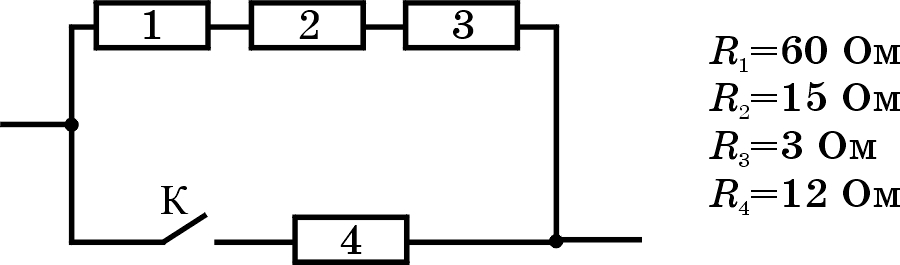 1 2 3
K
4
R₁=60 Ом
R₂=15 Ом
R₃=3 Ом
R₄=12 Ом